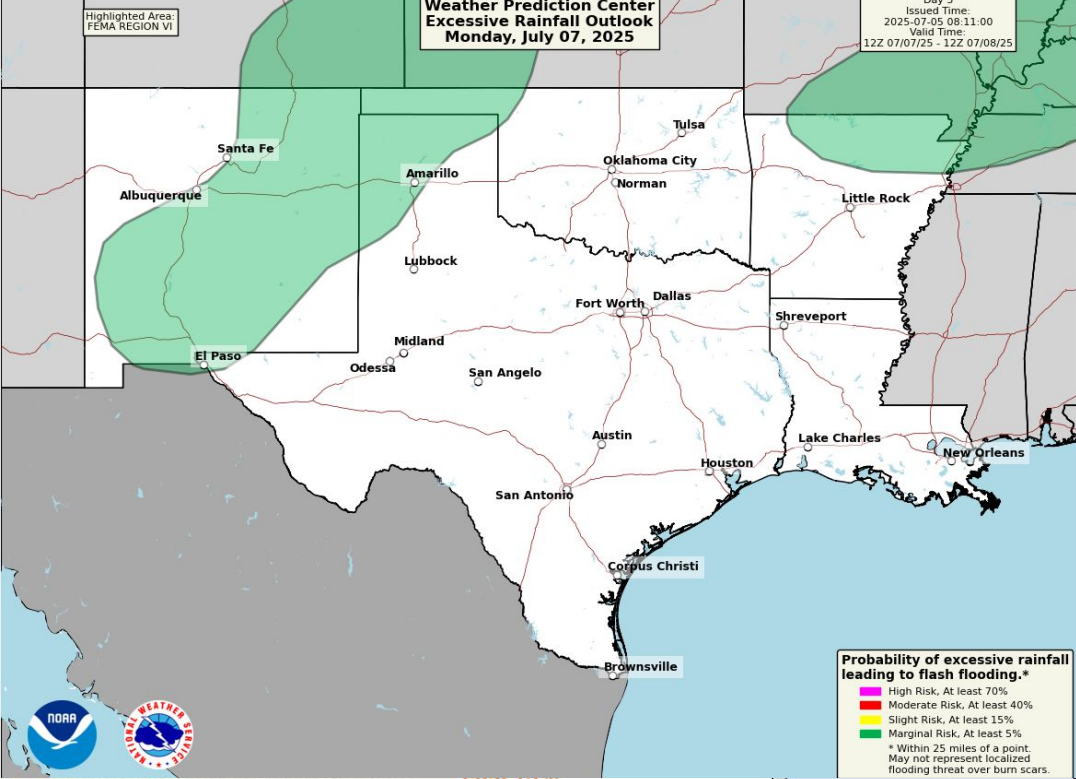 Highlighted Area:
FEMA REGION VI
Weather Prediction Center
Excessive Rainfall Outlook
Monday, July 07, 2025
Day 3
Issued Time:
2025-07-05 08:11:00
Valid Time:
12Z 07/07/25 - 12Z 07/08/25
Tulsa
Santa Fe
Oklahoma City
Amarillo
Norman
Albuquerque
Little Rock
Lubbock
Dallas
Fort Worth
Shreveport
Midland
El Paso
Odessa
San Angelo
Austin
Lake Charles
New Orleans
Houston
San Antonio
Corpus Christi
Brownsville
Probability of excessive rainfall
leading to flash flooding.*
High Risk, At least 70%
Moderate Risk, At least 40%
Slight Risk, At least 15%
Marginal Risk, At least 5%
* Within 25 miles of a point.
May not represent localized
flooding threat over burn scars.
NOAA
NATIONAL WEATHER SERVICE